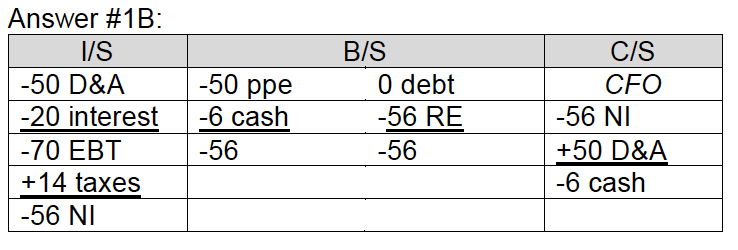 Answer #1B:
I/S B/S C/S
-50 D&A -50 ppe 0 debt CFO
-20 interest -6 cash -56 RE -56 NI
-70 EBT -56 -56 +50 D&A
+14 taxes -6 cash
-56 NI